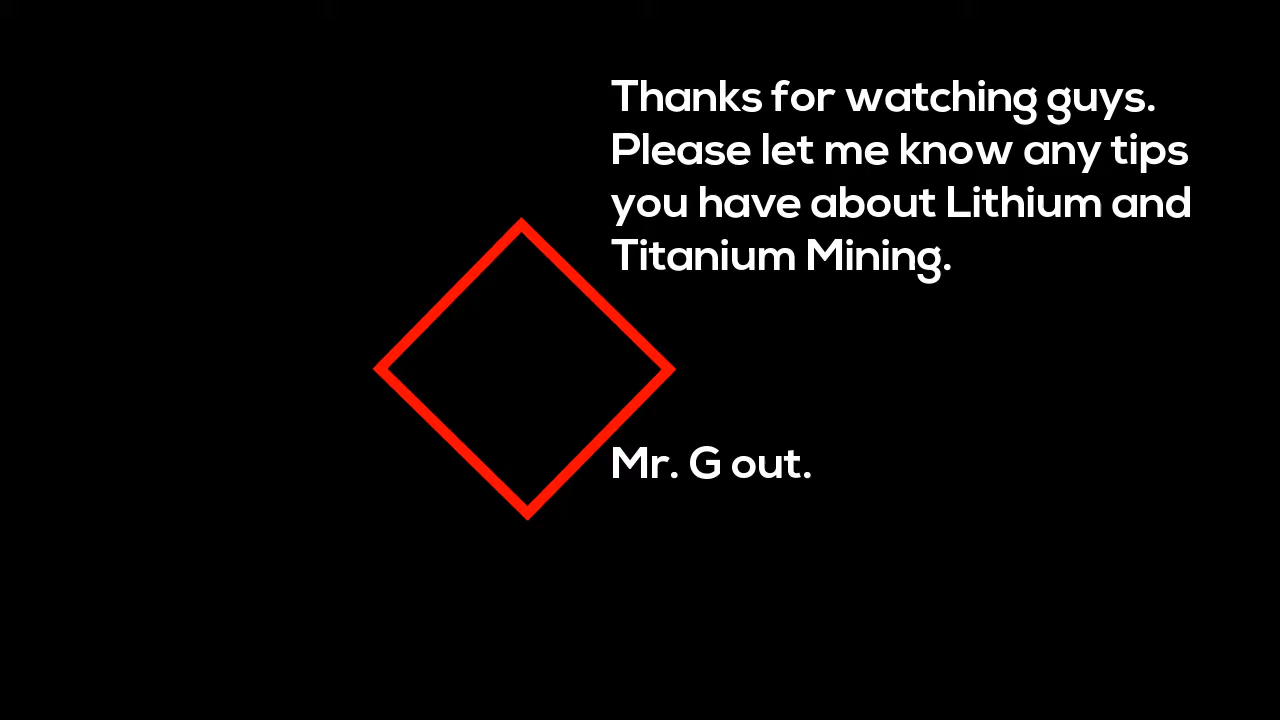 Thanks for watching guys.
Please let me know any tips
you have about Lithium and
Titanium Mining.
Mr. G out.